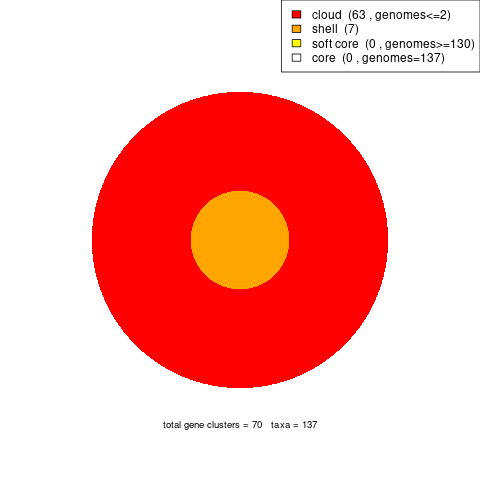 cloud (63 , genomes<=2)
shell (7)
soft core (0 , genomes>=130)
core (0 , genomes=137)
total gene clusters = 70 taxa = 137